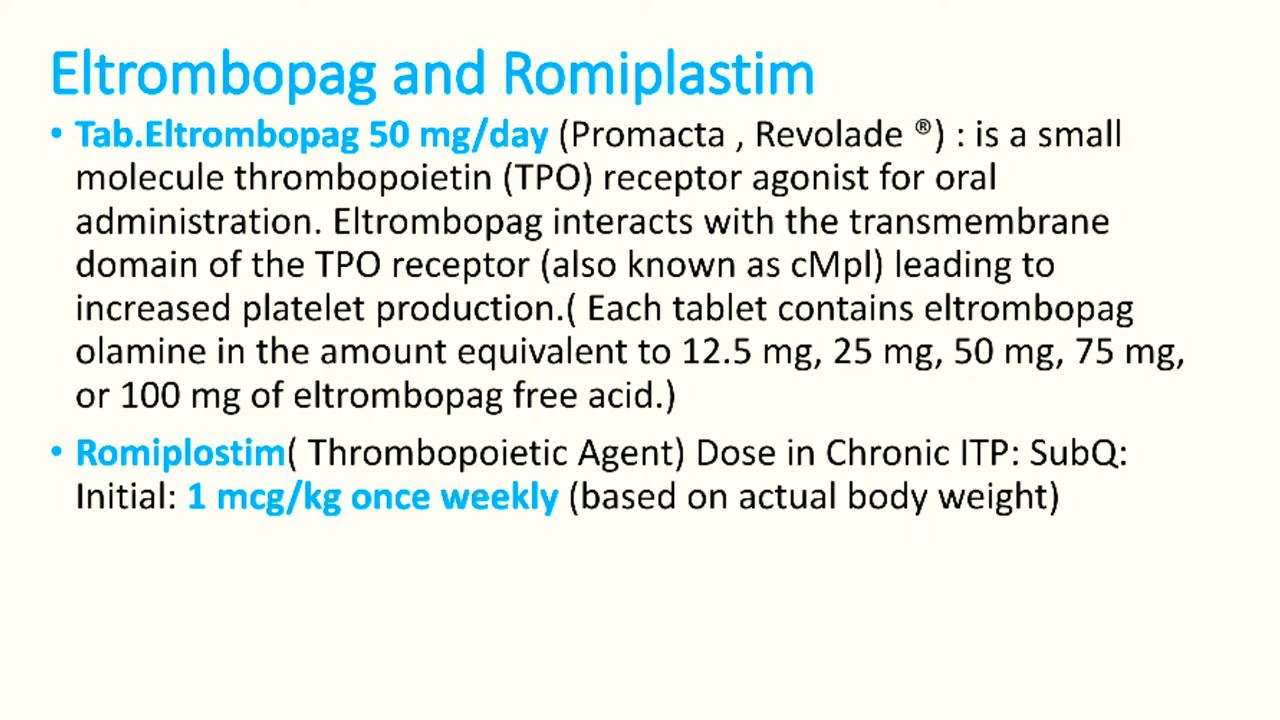 Eltrombopag and Romiplastim
• Tab.Eltrombopag 50 mg/day (Promacta , Revolade ®) : is a small
molecule thrombopoietin (TPO) receptor agonist for oral
administration. Eltrombopag interacts with the transmembrane
domain of the TPO receptor (also known as cMpl) leading to
increased platelet production.( Each tablet contains eltrombopag
olamine in the amount equivalent to 12.5 mg, 25 mg, 50 mg, 75 mg,
or 100 mg of eltrombopag free acid.)
• Romiplostim( Thrombopoietic Agent) Dose in Chronic ITP: SubQ:
Initial: 1 mcg/kg once weekly (based on actual body weight)